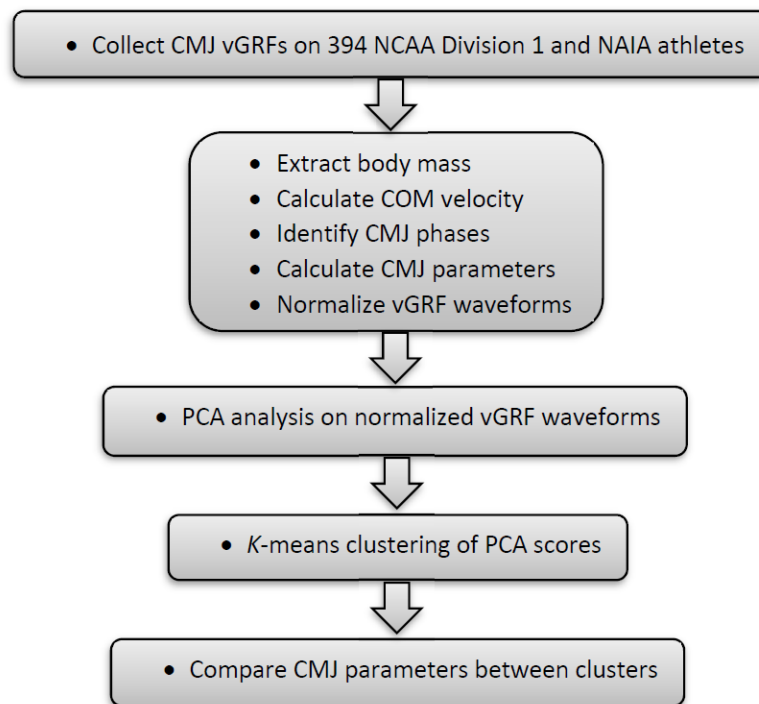 • Collect CMJ vGRFs on 394 NCAA Division 1 and NAIA athletes
• Extract body mass
• Calculate COM velocity
• Identify CMJ phases
• Calculate CMJ parameters
• Normalize vGRF waveforms
• PCA analysis on normalized vGRF waveforms
• K-means clustering of PCA scores
• Compare CMJ parameters between clusters